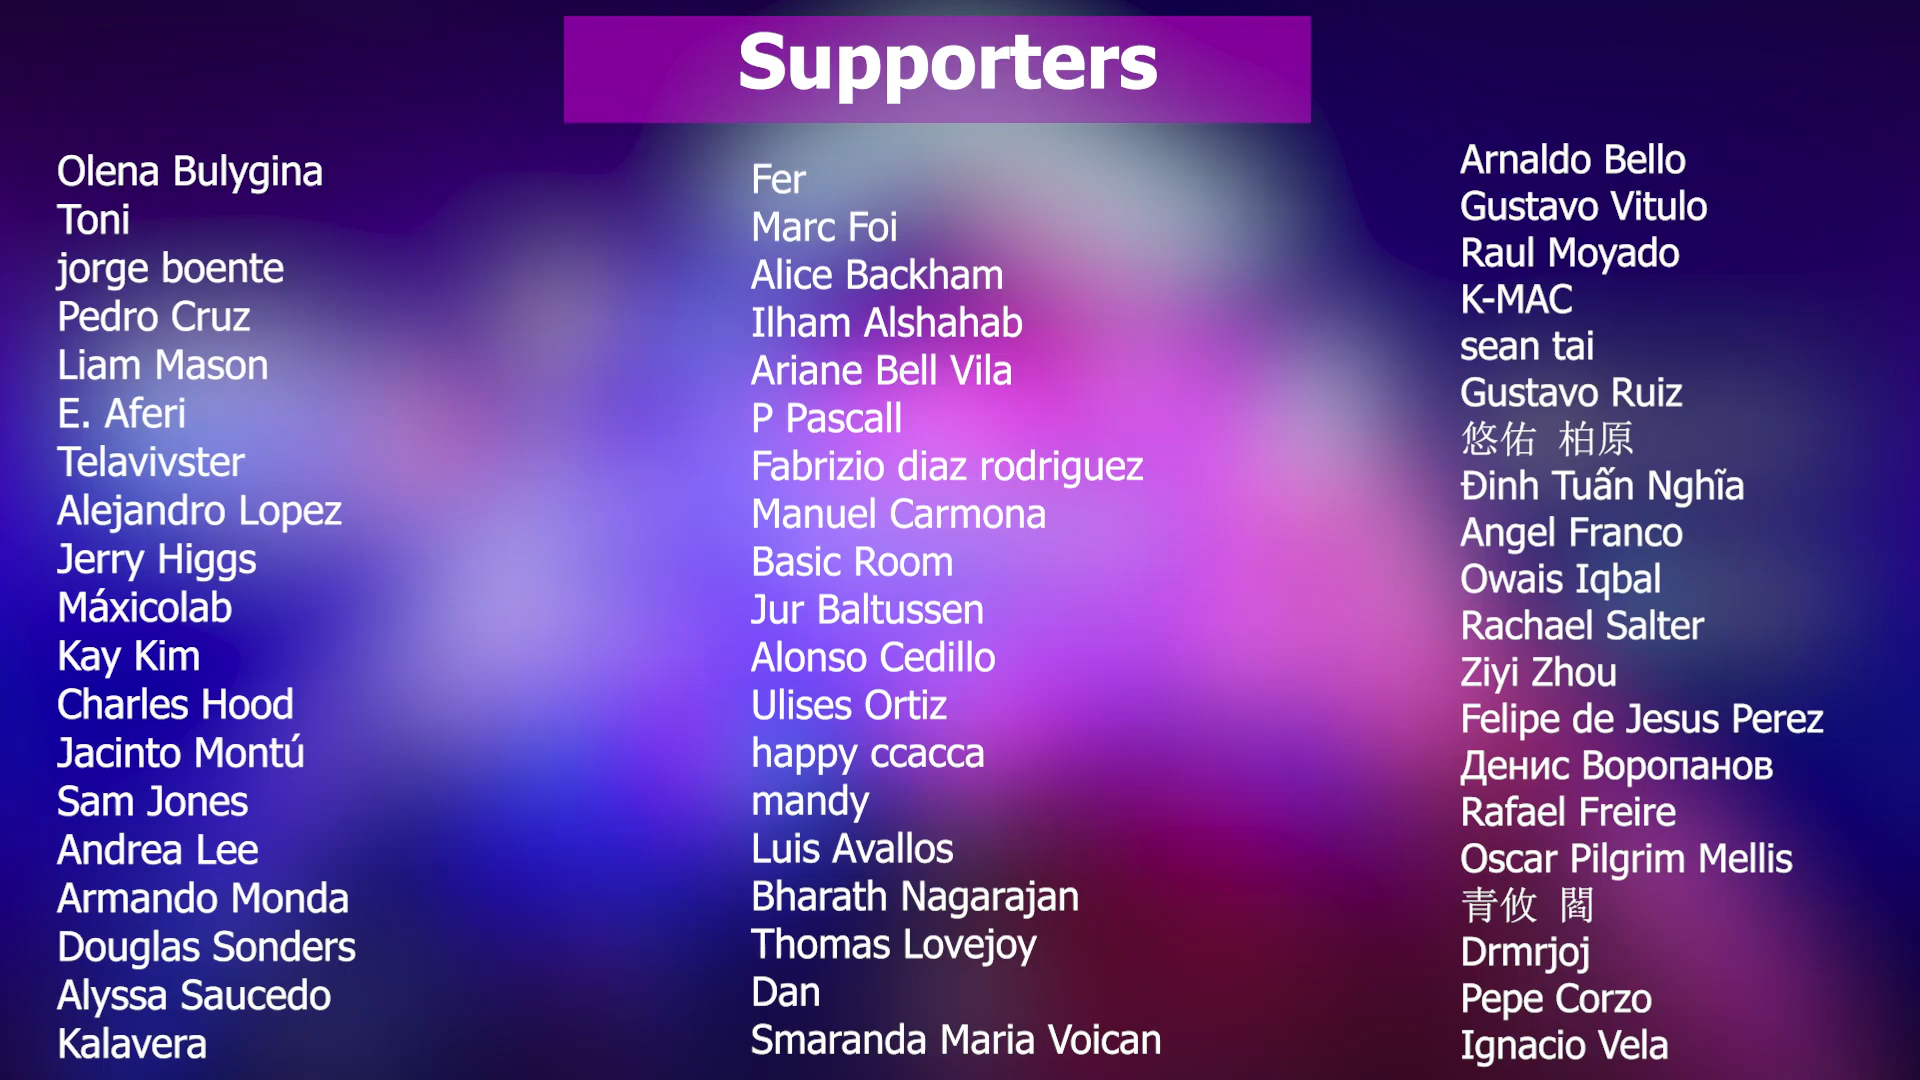 Supporters
Olena Bulygina
Toni
jorge boente
Pedro Cruz
Liam Mason
E. Aferi
Telavivster
Alejandro Lopez
Jerry Higgs
Máxicolab
Kay Kim
Charles Hood
Jacinto Montú
Sam Jones
Andrea Lee
Armando Monda
Douglas Sonders
Alyssa Saucedo
Kalavera
Fer
Marc Foi
Alice Backham
Ilham Alshahab
Ariane Bell Vila
P Pascall
Fabrizio diaz rodriguez
Manuel Carmona
Basic Room
Jur Baltussen
Alonso Cedillo
Ulises Ortiz
happy ccacca
mandy
Luis Avallos
Bharath Nagarajan
Thomas Lovejoy
Dan
Smaranda Maria Voican
Arnaldo Bello
Gustavo Vitulo
Raul Moyado
K-MAC
sean tai
Gustavo Ruiz
悠佑 柏原
Đinh Tuấn Nghĩa
Angel Franco
Owais Iqbal
Rachael Salter
Ziyi Zhou
Felipe de Jesus Perez
Денис Воропанов
Rafael Freire
Oscar Pilgrim Mellis
青攸 閻
Drmrjoj
Pepe Corzo
Ignacio Vela